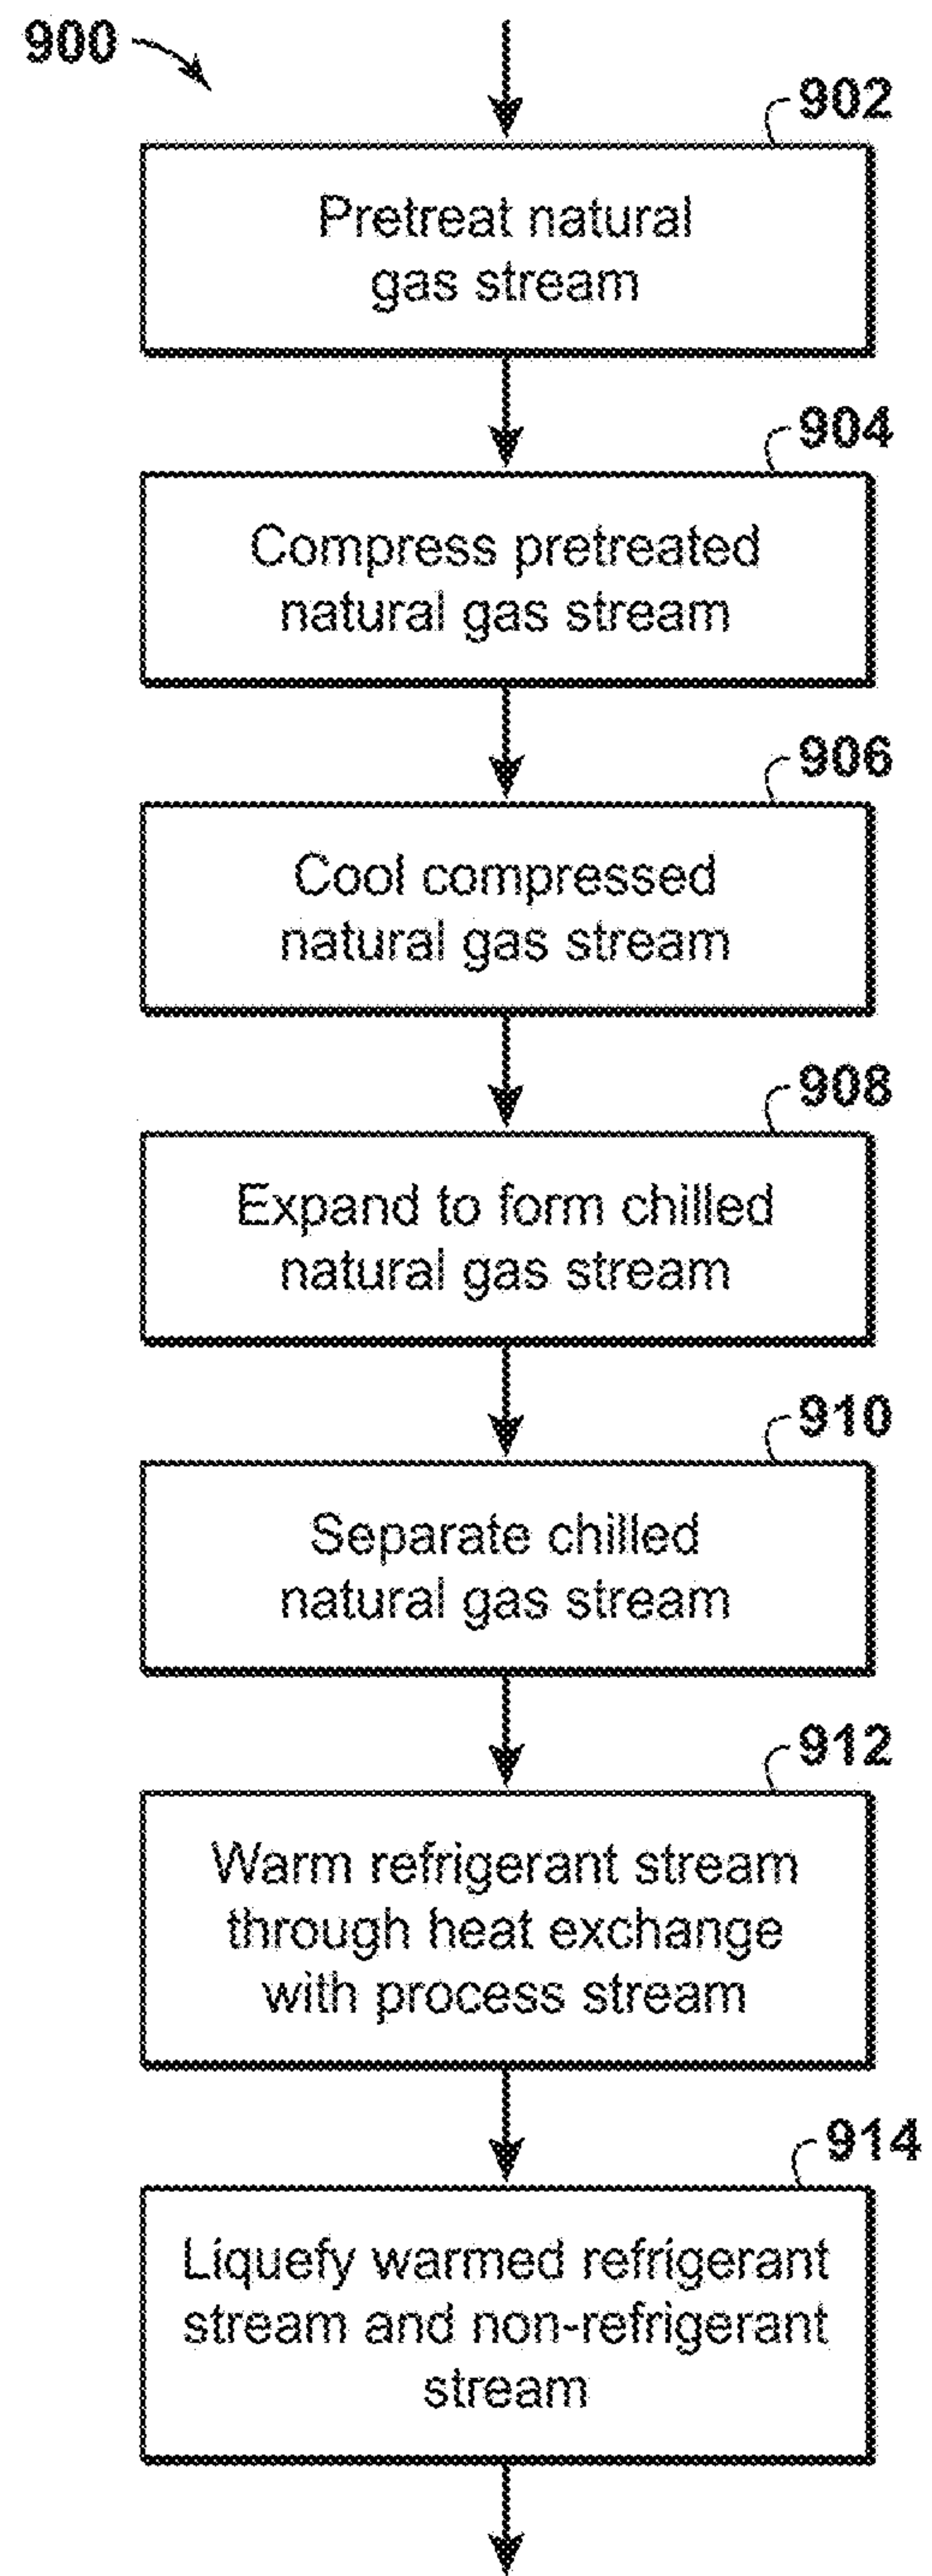 900
902
Pretreat natural
gas stream
904
Compress pretreated
natural gas stream
906
Cool compressed
natural gas stream
908
Expand to form chilled
natural gas stream
910
Separate chilled
natural gas stream
912
Warm refrigerant stream
through heat exchange
with process stream
914
Liquefy warmed refrigerant
stream and non-refrigerant
stream